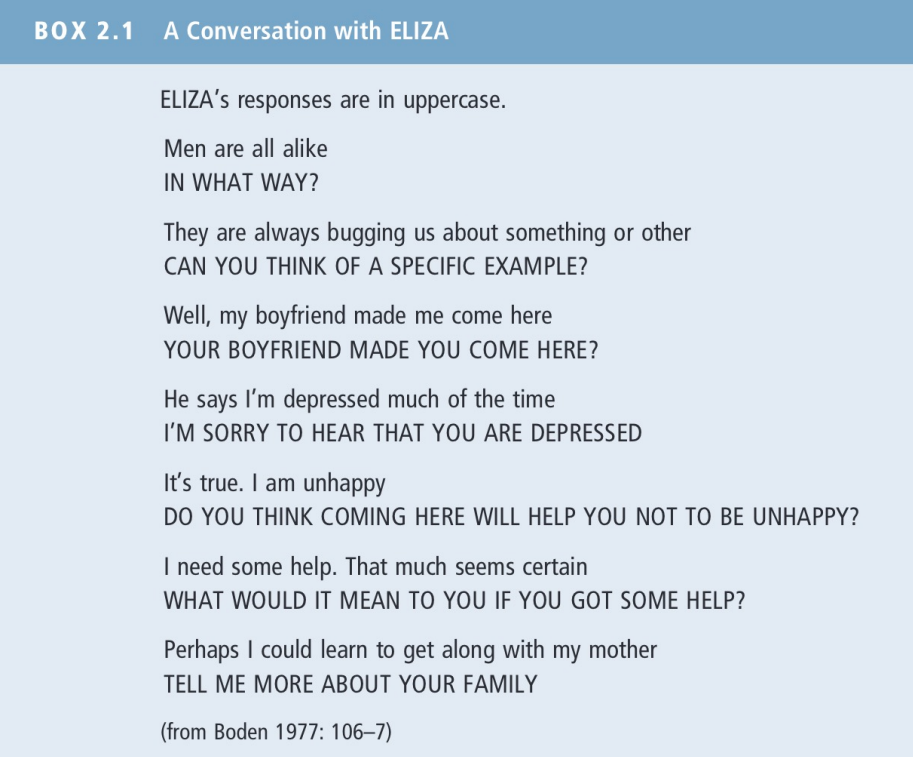 BOX 2.1 A Conversation with ELIZA
ELIZA’s responses are in uppercase.
Men are all alike
IN WHAT WAY?
They are always bugging us about something or other
CAN YOU THINK OF A SPECIFIC EXAMPLE?
Well, my boyfriend made me come here
YOUR BOYFRIEND MADE YOU COME HERE?
He says I’m depressed much of the time
I’M SORRY TO HEAR THAT YOU ARE DEPRESSED
It’s true. I am unhappy
DO YOU THINK COMING HERE WILL HELP YOU NOT TO BE UNHAPPY?
I need some help. That much seems certain
WHAT WOULD IT MEAN TO YOU IF YOU GOT SOME HELP?
Perhaps I could learn to get along with my mother
TELL ME MORE ABOUT YOUR FAMILY
(from Boden 1977: 106–7)